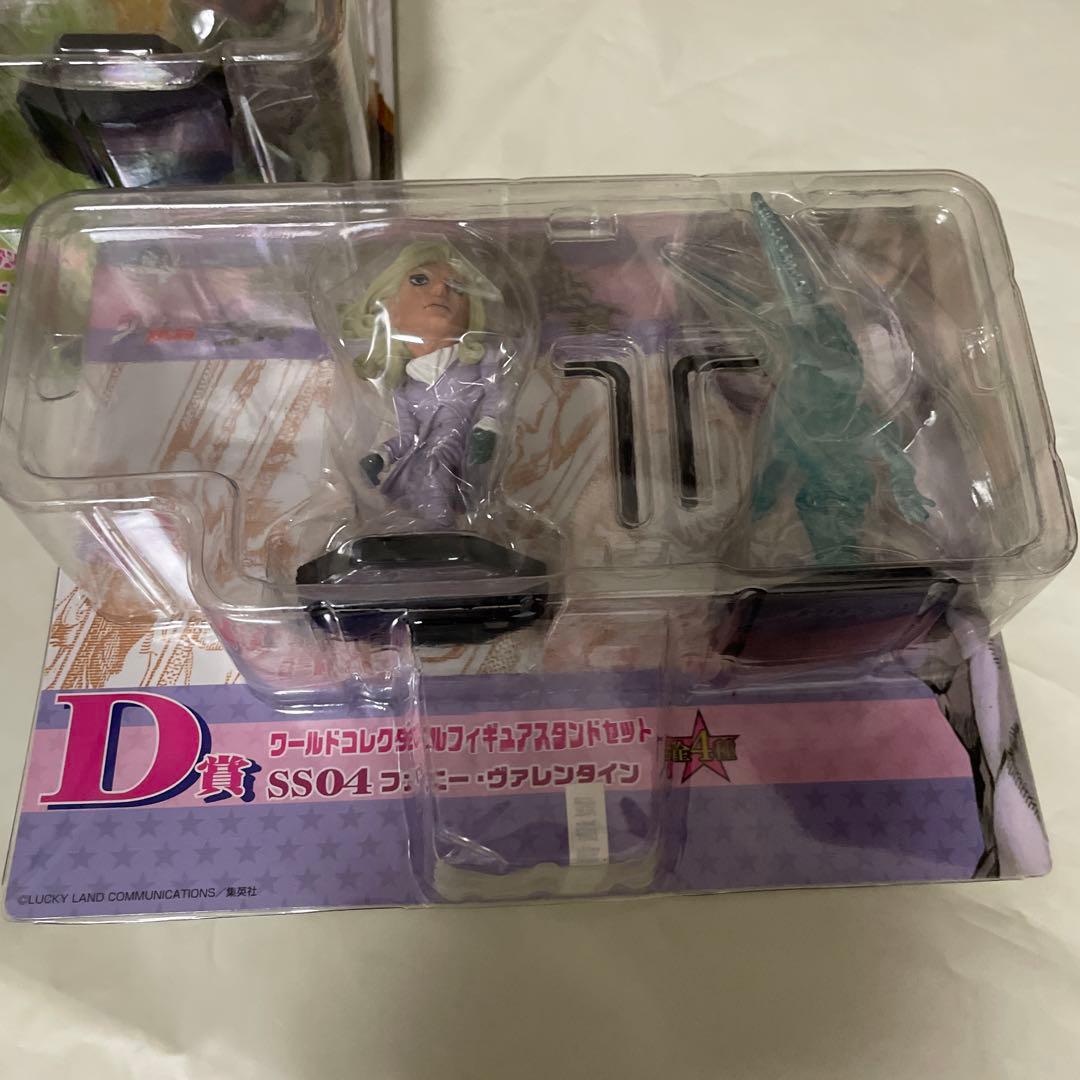 D賞
ワールドコレクタブルフィギュアスタンドセット
SS04 ファニー・ヴァレンタイン
全4種
©LUCKY LAND COMMUNICATIONS／集英社